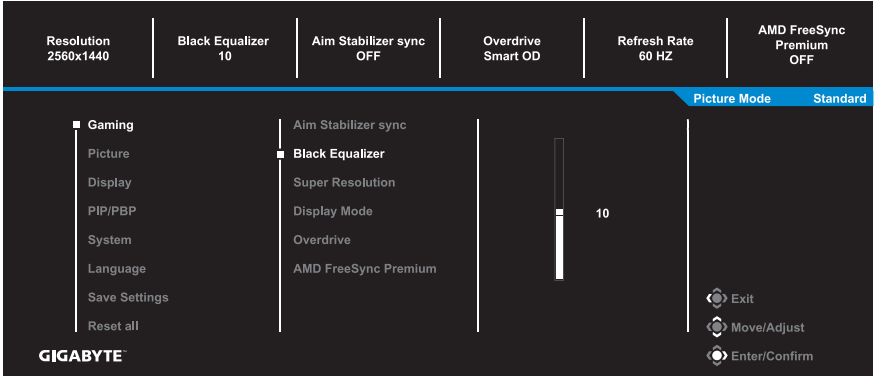 Resolution
2560x1440
Black Equalizer
10
Aim Stabilizer sync
OFF
Overdrive
Smart OD
Refresh Rate
60 HZ
AMD FreeSync
Premium
OFF
Picture Mode Standard
Gaming
Picture
Display
PIP/PBP
System
Language
Save Settings
Reset all
Aim Stabilizer sync
Black Equalizer
Super Resolution
Display Mode
Overdrive
AMD FreeSync Premium
10
Exit
Move/Adjust
Enter/Confirm
GIGABYTE